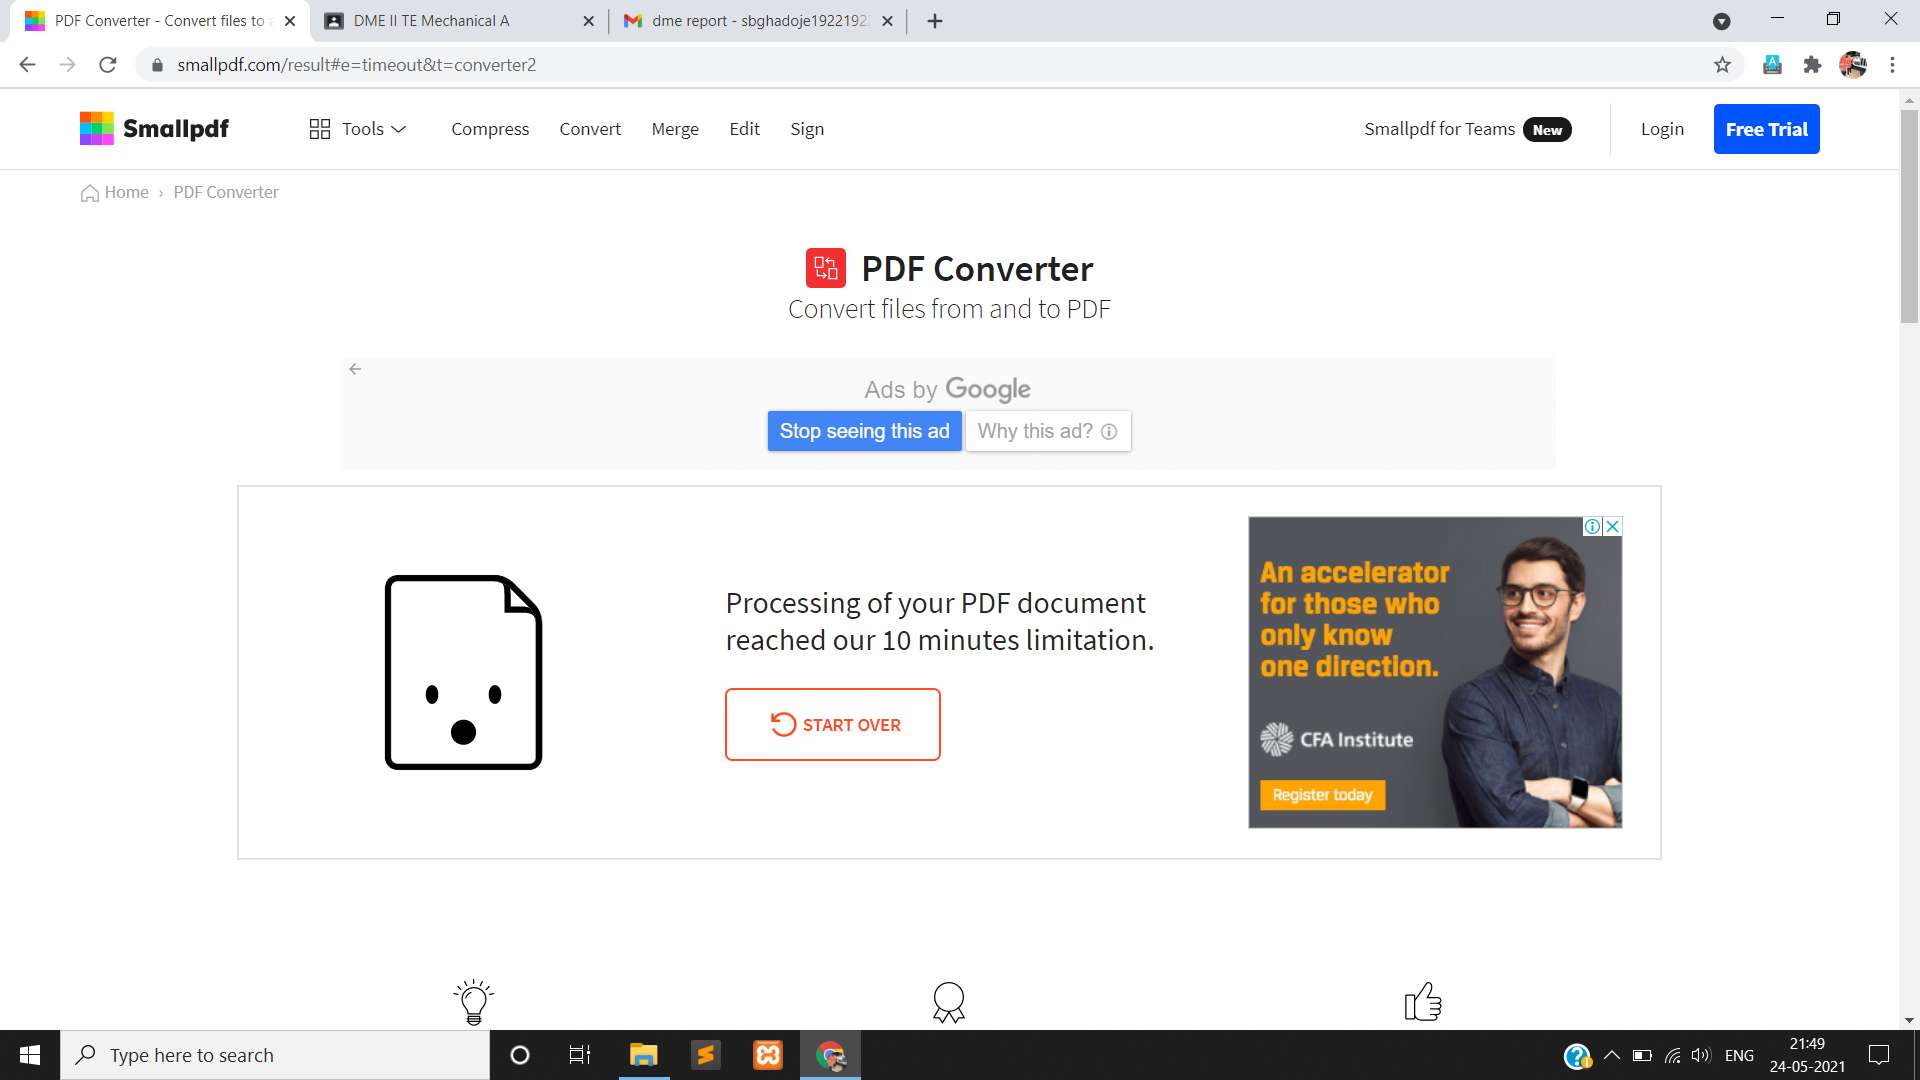 PDF Converter - Convert files to a
DME II TE Mechanical A
dme report - sbghadoje1922192
smallpdf.com/result#e=timeout&t=converter2
Smallpdf
Tools
Compress
Convert
Merge
Edit
Sign
Smallpdf for Teams New
Login
Free Trial
Home › PDF Converter
PDF Converter
Convert files from and to PDF
Ads by Google
Stop seeing this ad
Why this ad?
Processing of your PDF document
reached our 10 minutes limitation.
START OVER
An accelerator
for those who
only know
one direction.
CFA Institute
Register today
Type here to search
ENG
21:49
24-05-2021